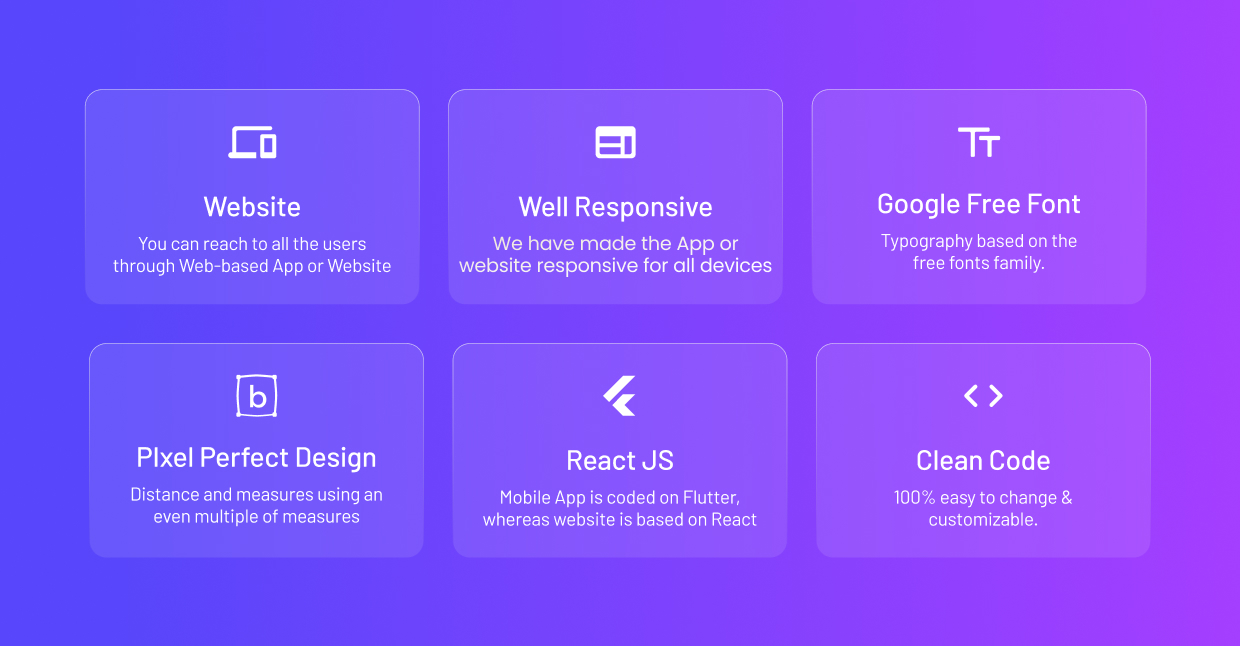 Website
You can reach to all the users
through Web-based App or Website
Well Responsive
We have made the App or
website responsive for all devices
Google Free Font
Typography based on the
free fonts family.
b
PIxel Perfect Design
Distance and measures using an
even multiple of measures
React JS
Mobile App is coded on Flutter,
whereas website is based on React
Clean Code
100% easy to change &
customizable.